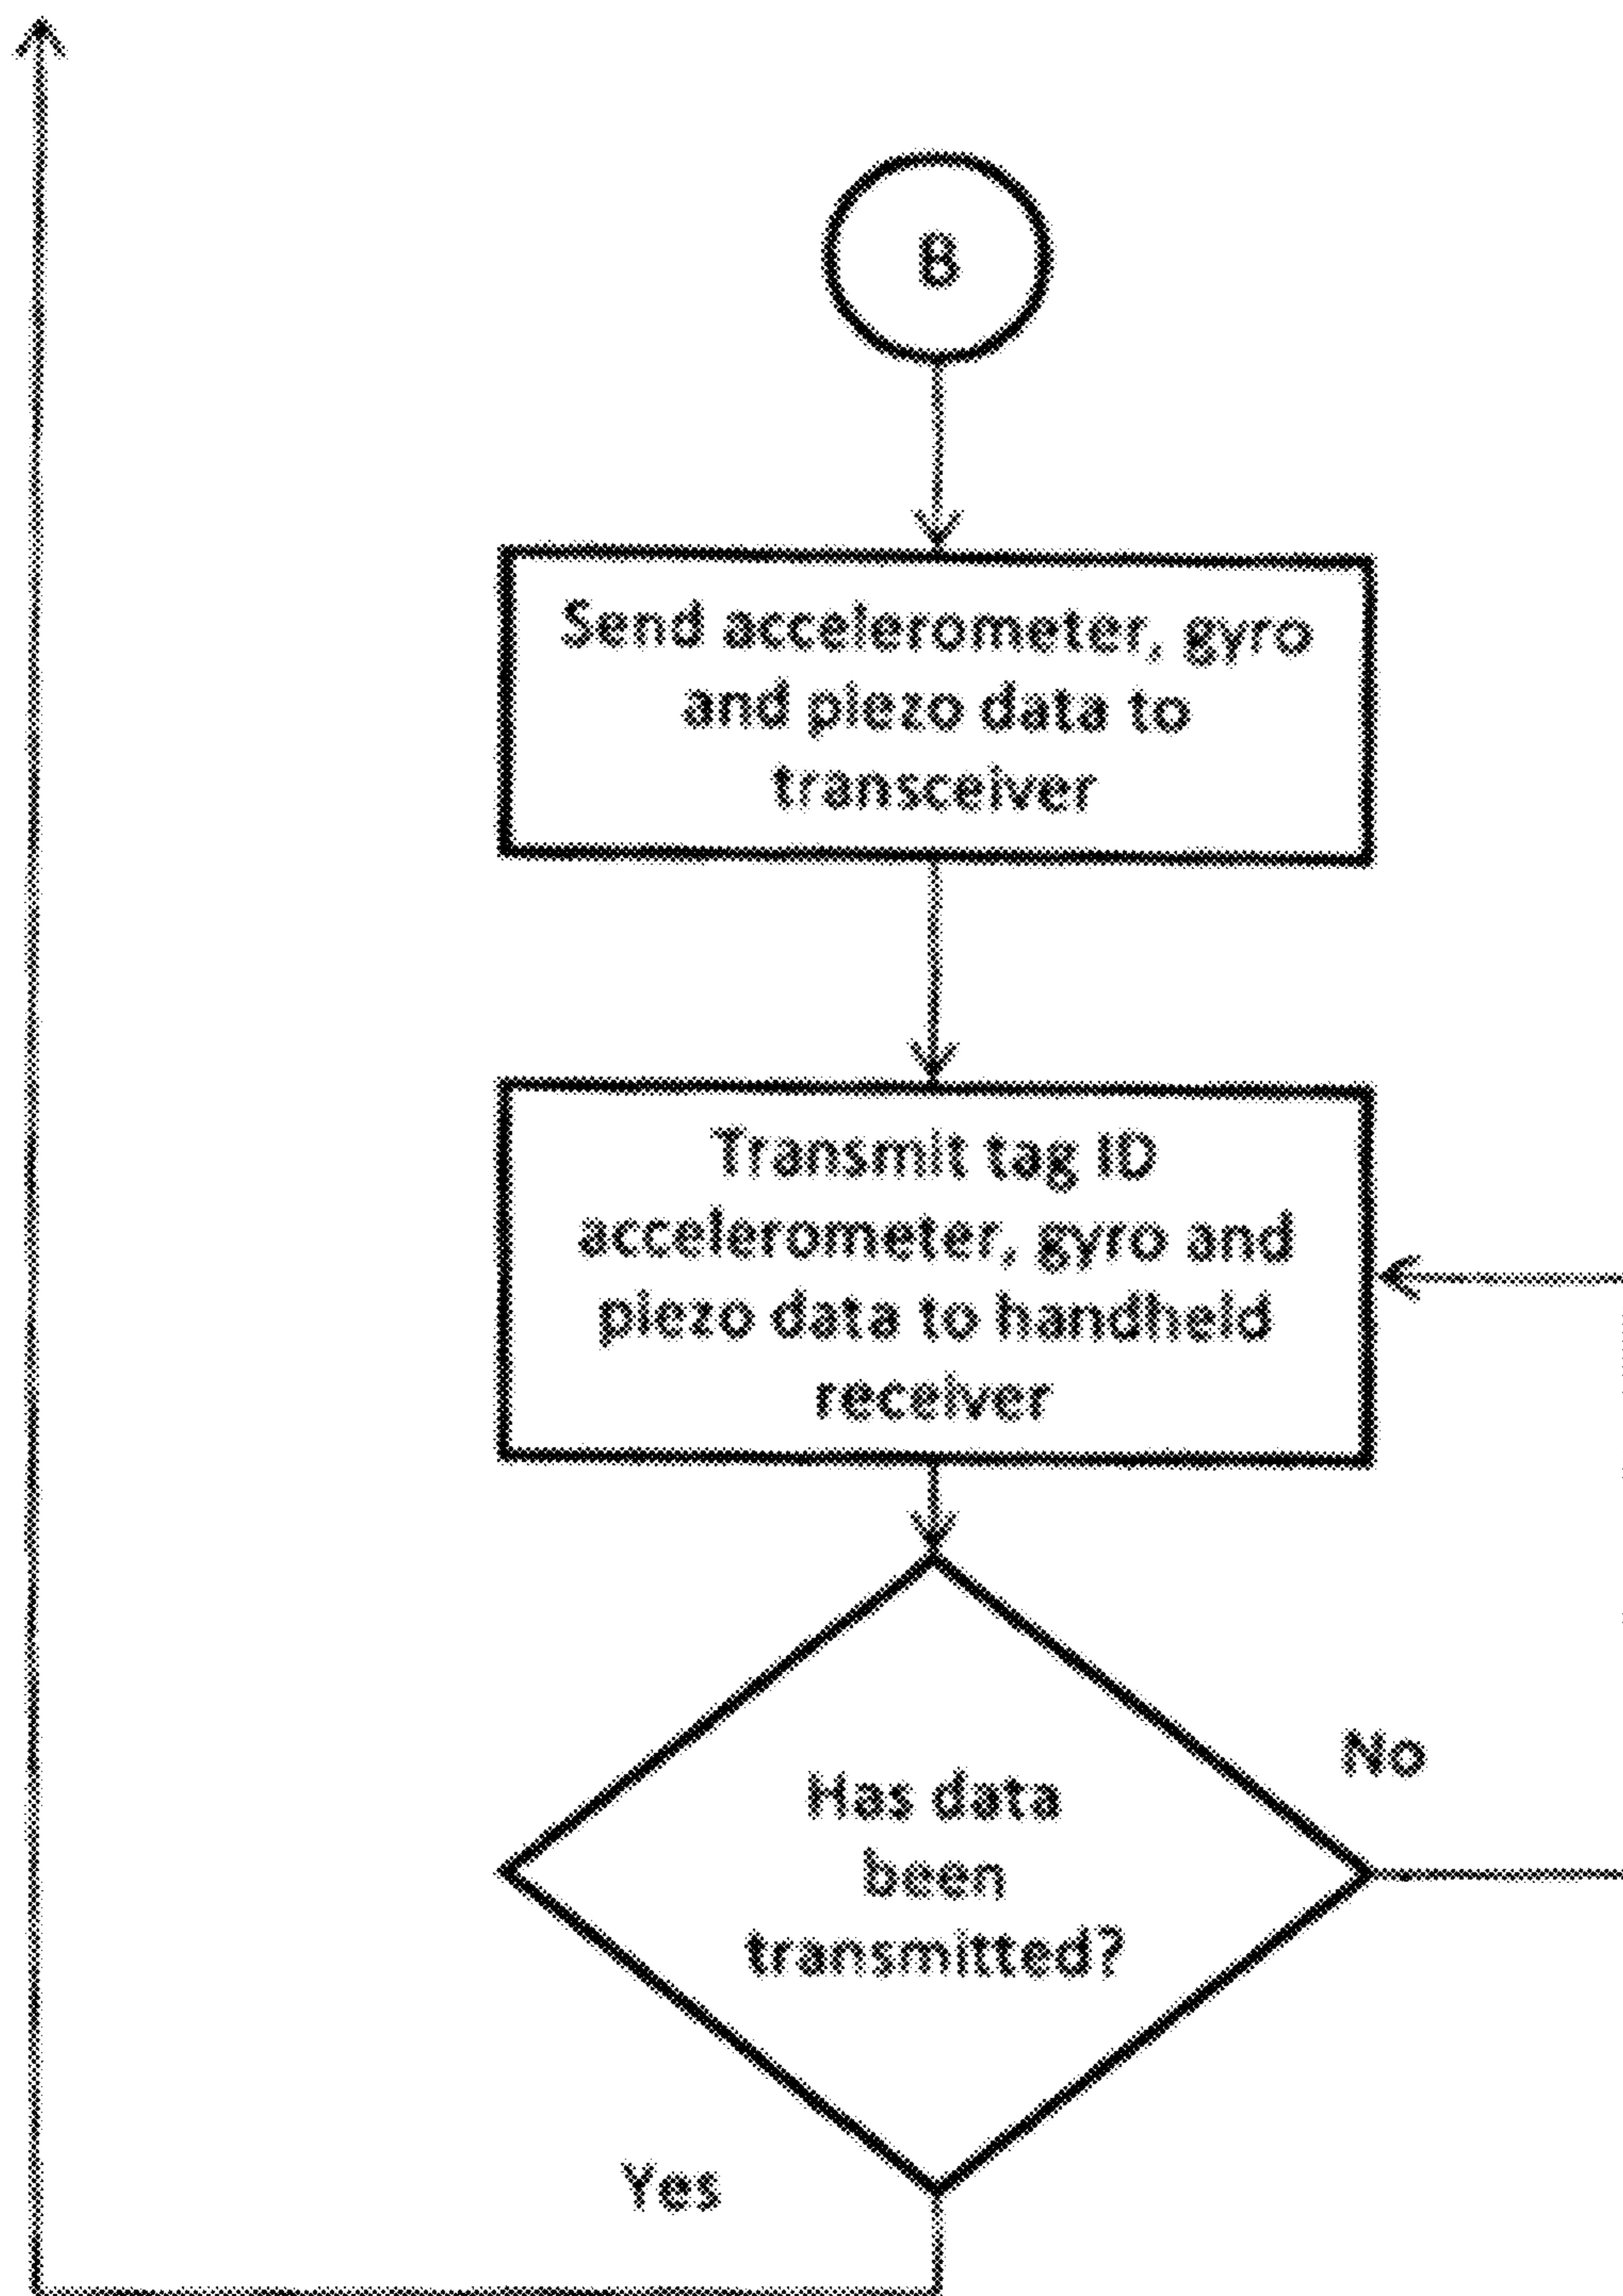 B
Send accelerometer, gyro
and piezo data to
transceiver
Transmit tag ID
accelerometer, gyro and
piezo data to handheld
receiver
No
Has data
been
transmitted?
Yes